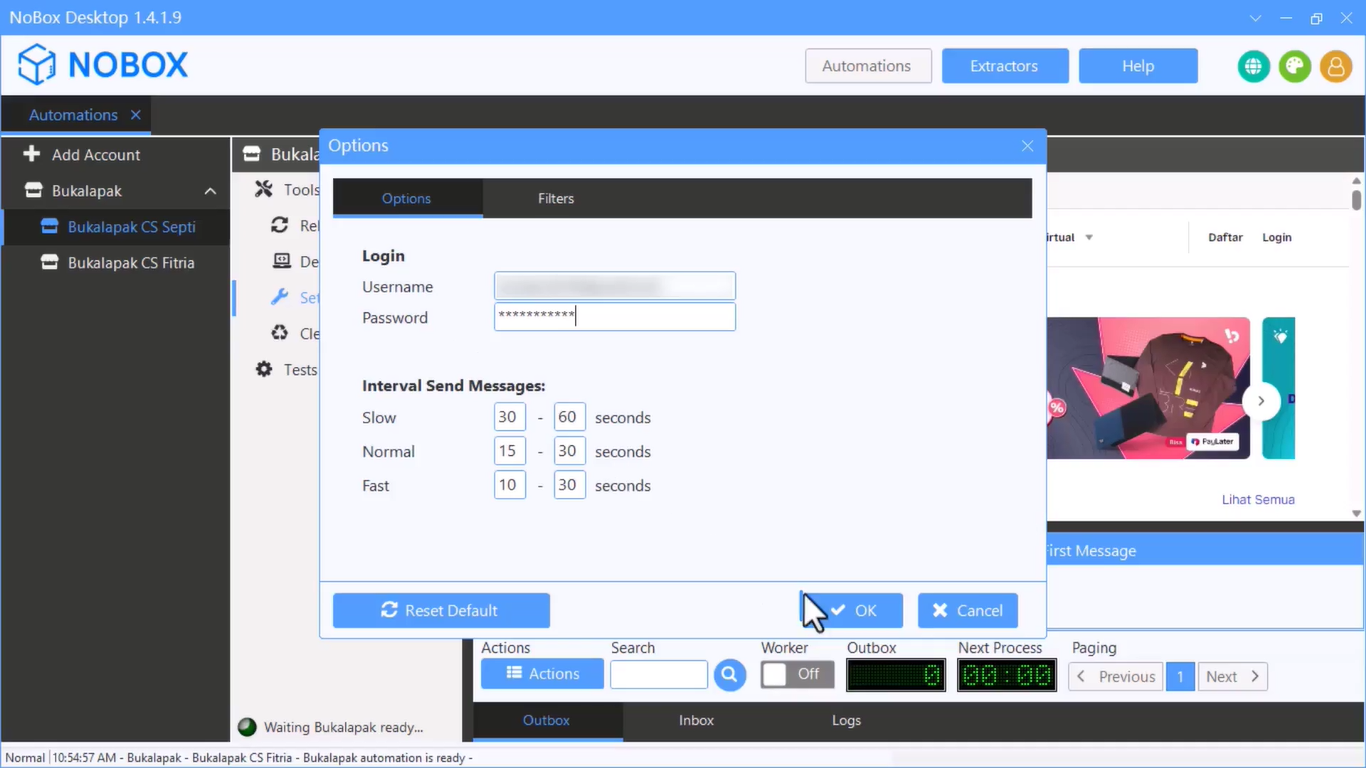 NoBox Desktop 1.4.1.9
NOBOX
Automations
Extractors
Help
Automations
Add Account
Bukalapak
Bukalapak CS Septi
Bukalapak CS Fitria
Bukala
Tools
Rel
De
Set
Cle
Tests
Waiting Bukalapak ready...
Options
Options
Filters
Login
Username
Password ***********
Interval Send Messages:
Slow 30 - 60 seconds
Normal 15 - 30 seconds
Fast 10 - 30 seconds
Reset Default
OK
Cancel
irtual
Daftar
Login
PayLater
Lihat Semua
First Message
Actions
Search
Worker
Outbox
Next Process
Paging
Actions
Off
0
00:00
Previous
1
Next
Outbox
Inbox
Logs
Normal 10:54:57 AM - Bukalapak - Bukalapak CS Fitria - Bukalapak automation is ready -